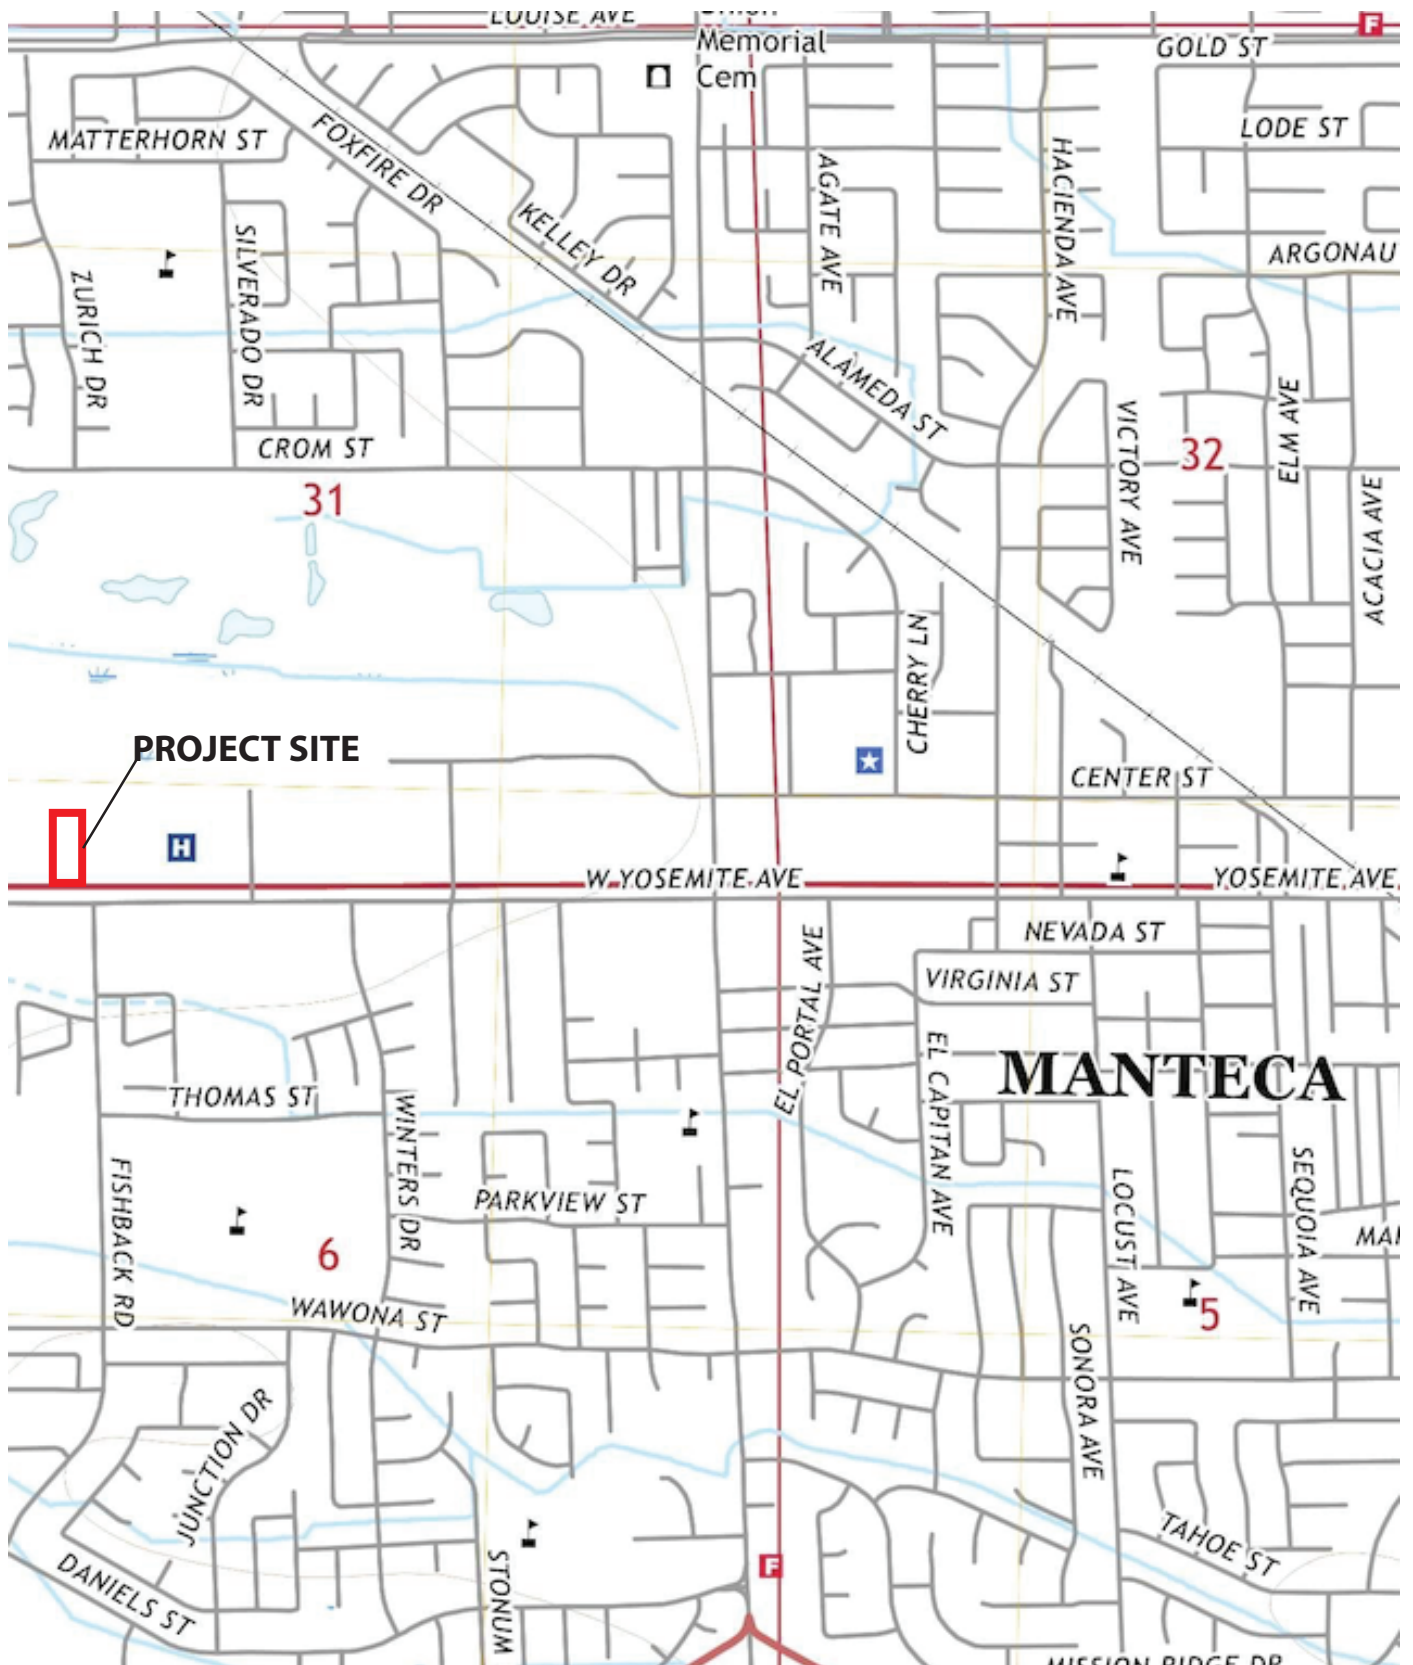 LOUISE AVE
Union
Memorial
Cem
F
GOLD ST
MATTERHORN ST
FOXFIRE DR
LODE ST
AGATE AVE
HACIENDA AVE
KELLEY DR
SILVERADO DR
ZURICH DR
ARGONAU
ALAMEDA ST
ELM AVE
VICTORY AVE
CROM ST
32
31
ACACIA AVE
CHERRY LN
PROJECT SITE
CENTER ST
H
W YOSEMITE AVE
YOSEMITE AVE
NEVADA ST
VIRGINIA ST
EL PORTAL AVE
EL CAPITAN AVE
MANTECA
THOMAS ST
WINTERS DR
FISHBACK RD
PARKVIEW ST
LOCUST AVE
SEQUOIA AVE
MAI
6
WAWONA ST
5
SONORA AVE
JUNCTION DR
TAHOE ST
DANIELS ST
STONUM
F
MISSION RIDGE DR